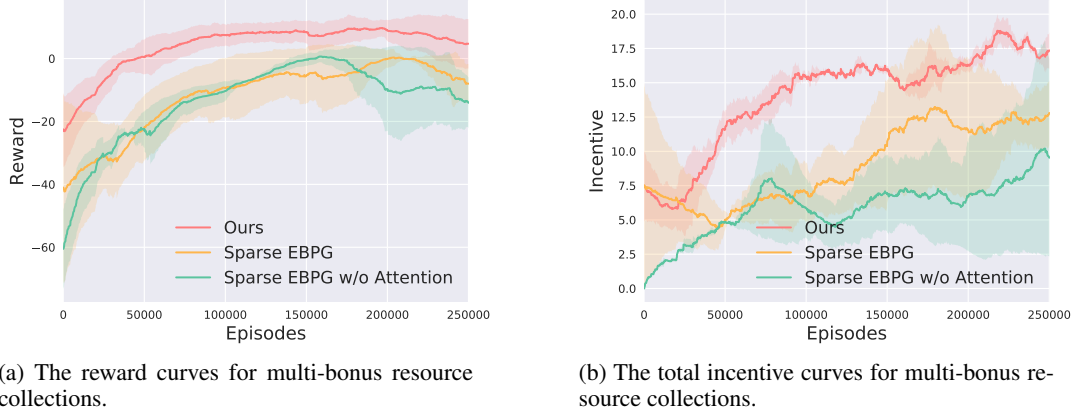 0
−20
−40
−60
Reward
Ours
Sparse EBPG
Sparse EBPG w/o Attention
0 50000 100000 150000 200000 250000
Episodes
(a) The reward curves for multi-bonus resource
collections.
20.0
17.5
15.0
12.5
10.0
7.5
5.0
2.5
0.0
Incentive
Ours
Sparse EBPG
Sparse EBPG w/o Attention
0 50000 100000 150000 200000 250000
Episodes
(b) The total incentive curves for multi-bonus re-
source collections.